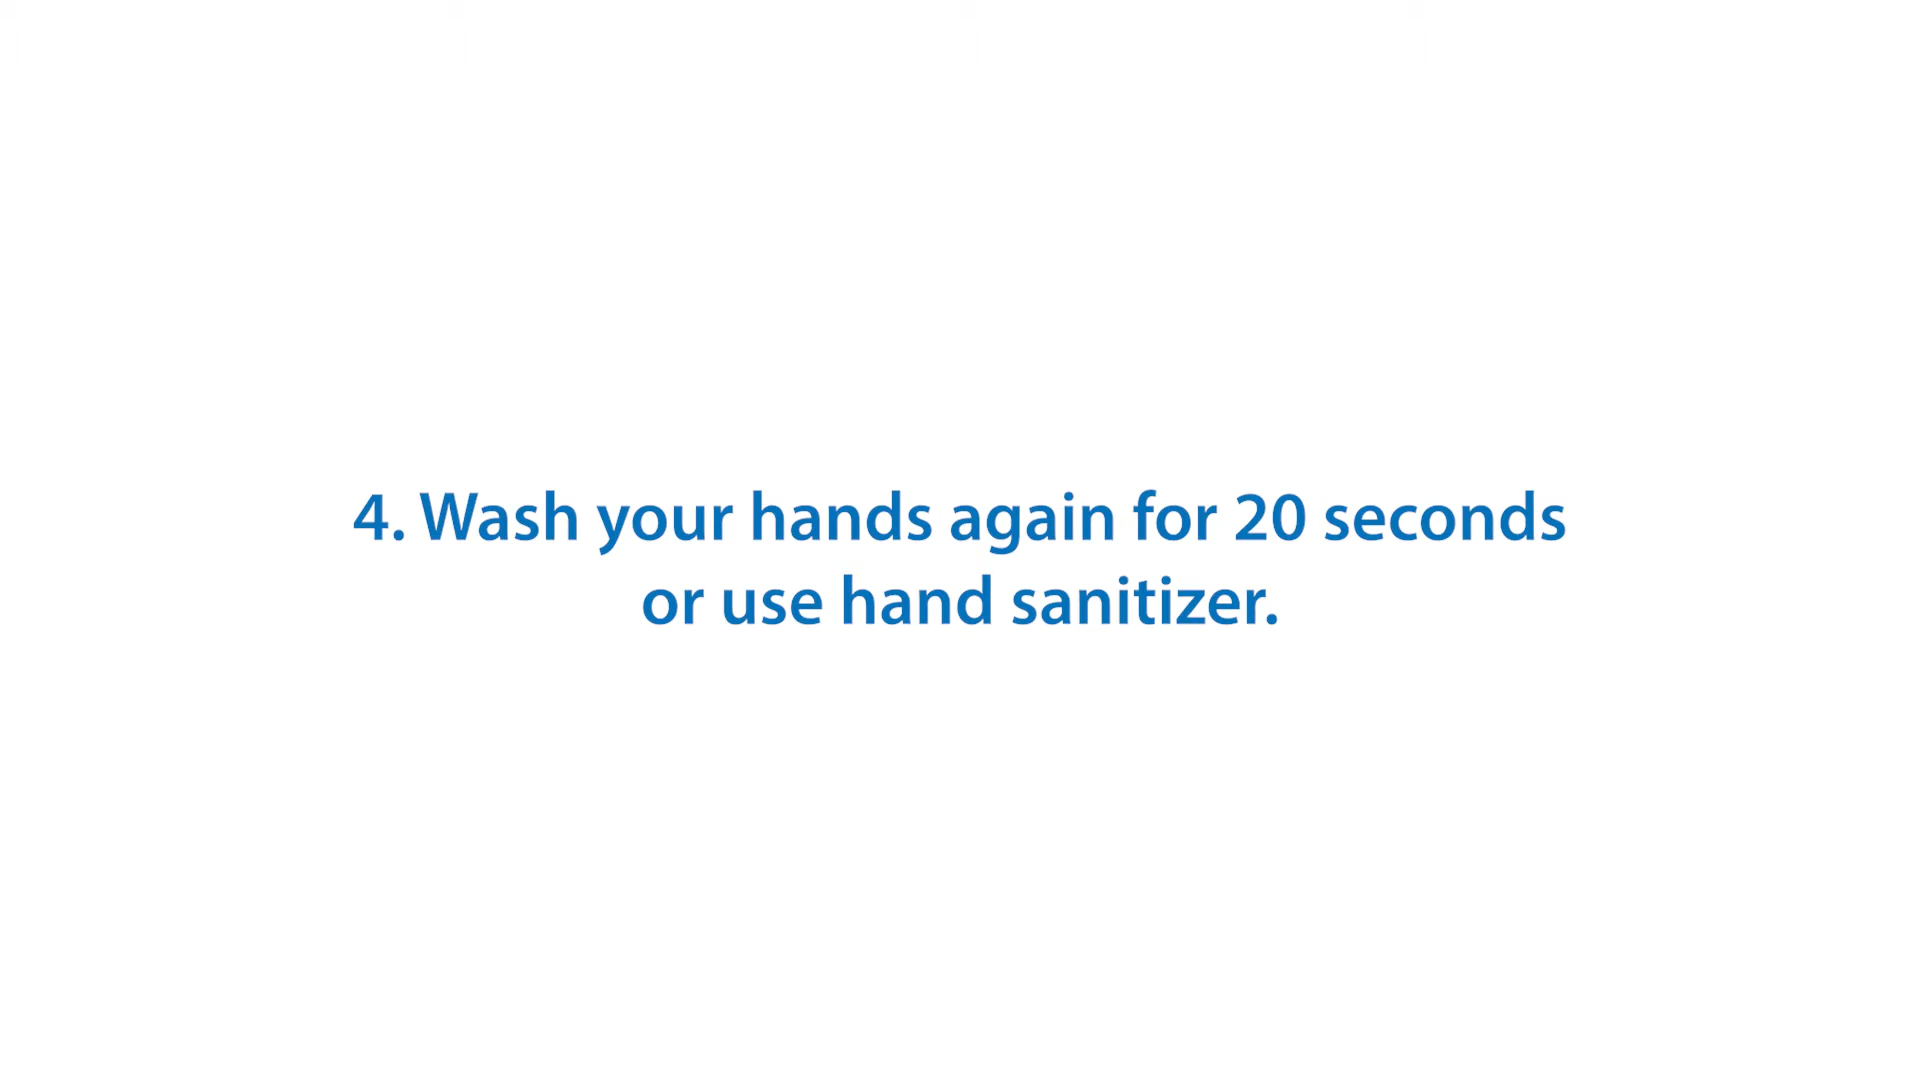 4. Wash your hands again for 20 seconds
or use hand sanitizer.